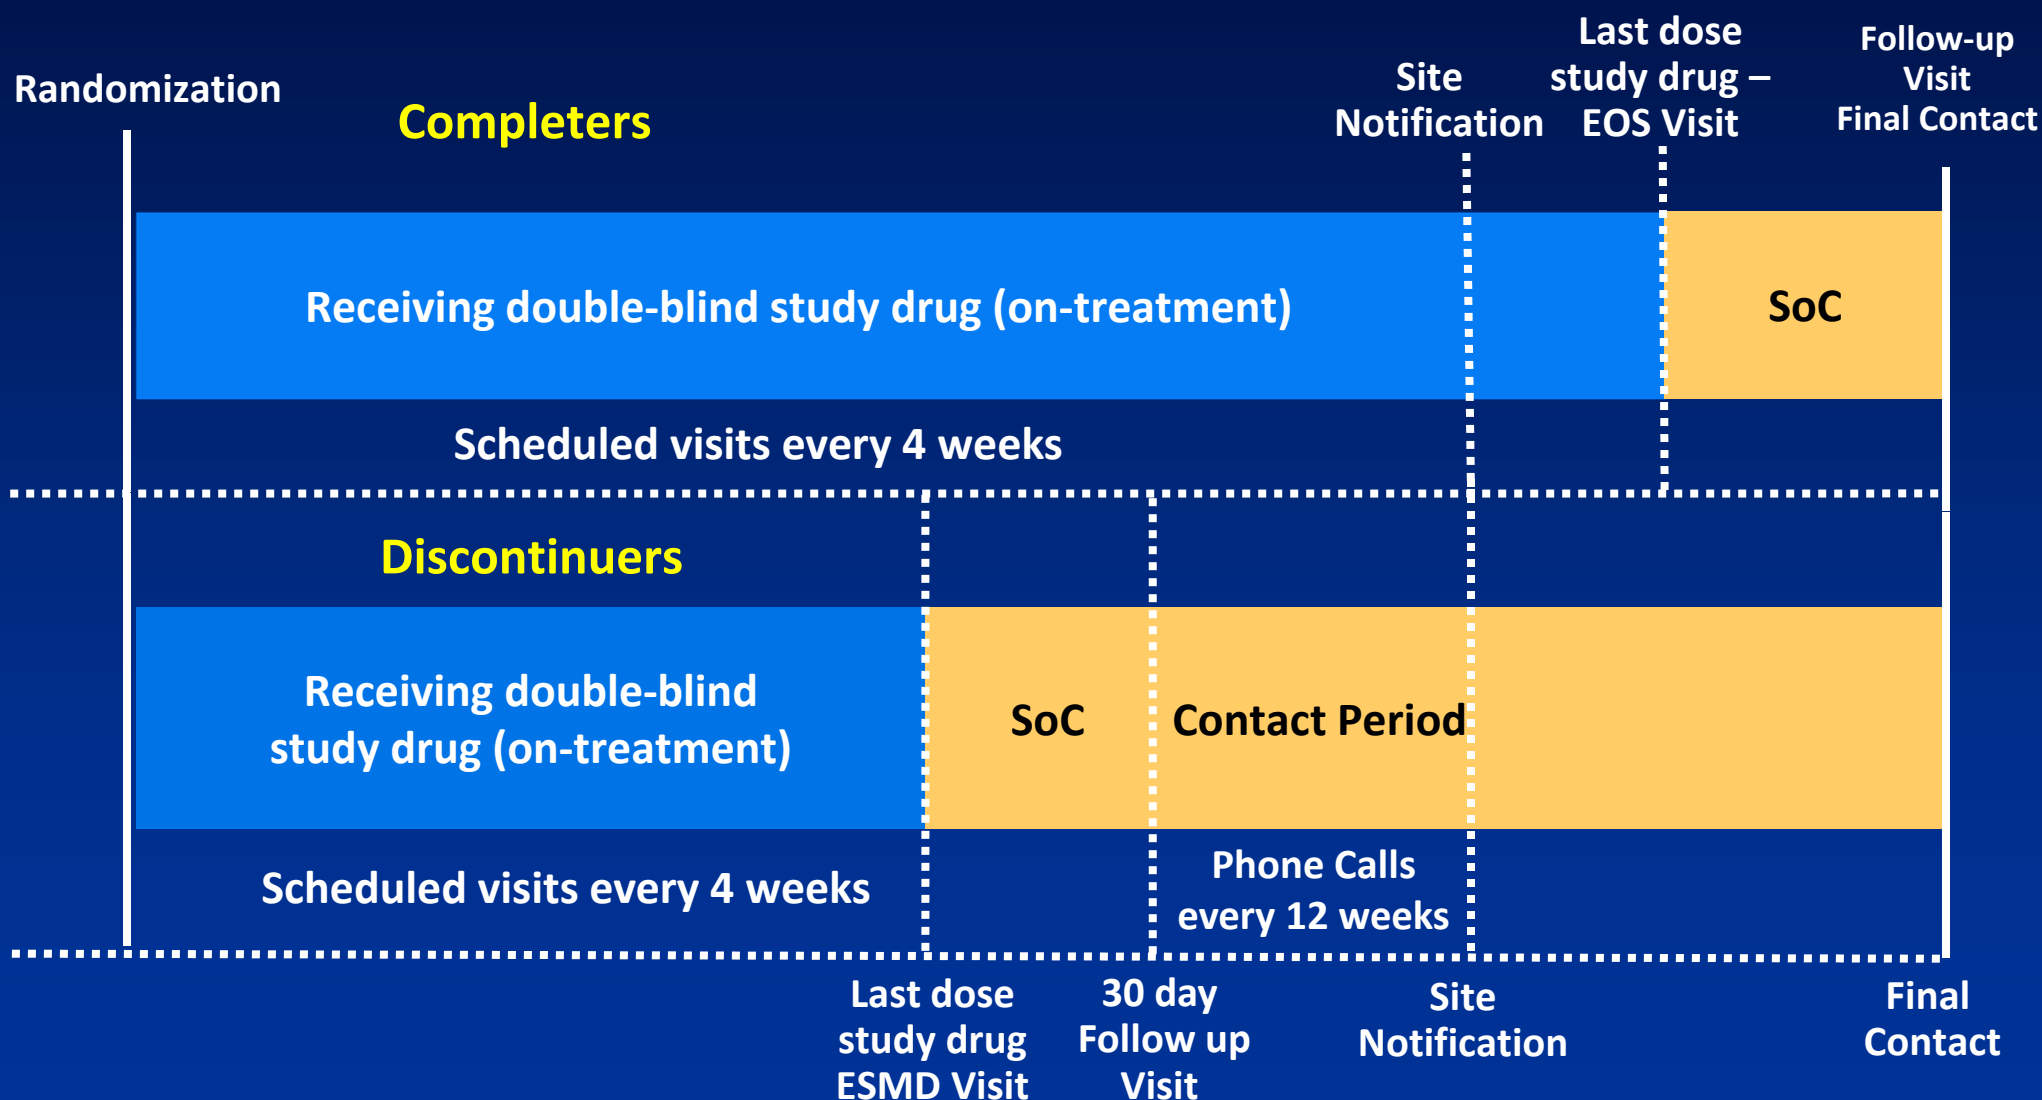 Randomization
Completers
Site
Notification
Last dose
study drug –
EOS Visit
Follow-up
Visit
Final Contact
Receiving double-blind study drug (on-treatment)
SoC
Scheduled visits every 4 weeks
Discontinuers
Receiving double-blind
study drug (on-treatment)
SoC
Contact Period
Scheduled visits every 4 weeks
Phone Calls
every 12 weeks
Last dose
study drug
ESMD Visit
30 day
Follow up
Visit
Site
Notification
Final
Contact